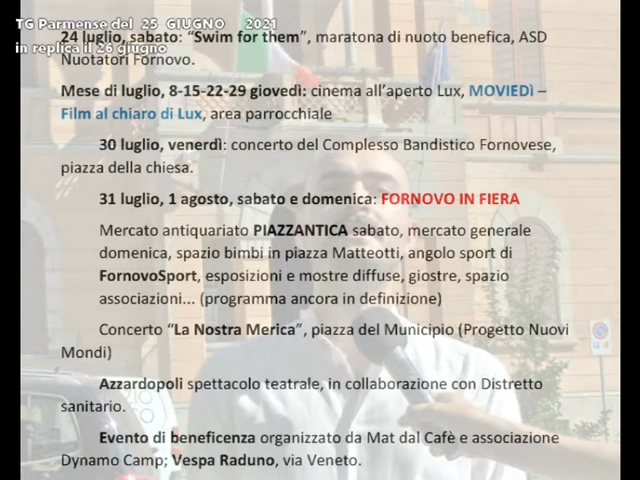 TG Parmense del 25 GIUGNO 2021
in replica il 26 giugno
24 luglio, sabato: “Swim for them”, maratona di nuoto benefica, ASD
Nuotatori Fornovo.
Mese di luglio, 8-15-22-29 giovedì: cinema all’aperto Lux, MOVIEDÌ –
Film al chiaro di Lux, area parrocchiale
30 luglio, venerdì: concerto del Complesso Bandistico Fornovese,
piazza della chiesa.
31 luglio, 1 agosto, sabato e domenica: FORNOVO IN FIERA
Mercato antiquariato PIAZZANTICA sabato, mercato generale
domenica, spazio bimbi in piazza Matteotti, angolo sport di
FornovoSport, esposizioni e mostre diffuse, giostre, spazio
associazioni... (programma ancora in definizione)
Concerto “La Nostra Merica”, piazza del Municipio (Progetto Nuovi
Mondi)
Azzardopoli spettacolo teatrale, in collaborazione con Distretto
sanitario.
Evento di beneficenza organizzato da Mat dal Cafè e associazione
Dynamo Camp; Vespa Raduno, via Veneto.